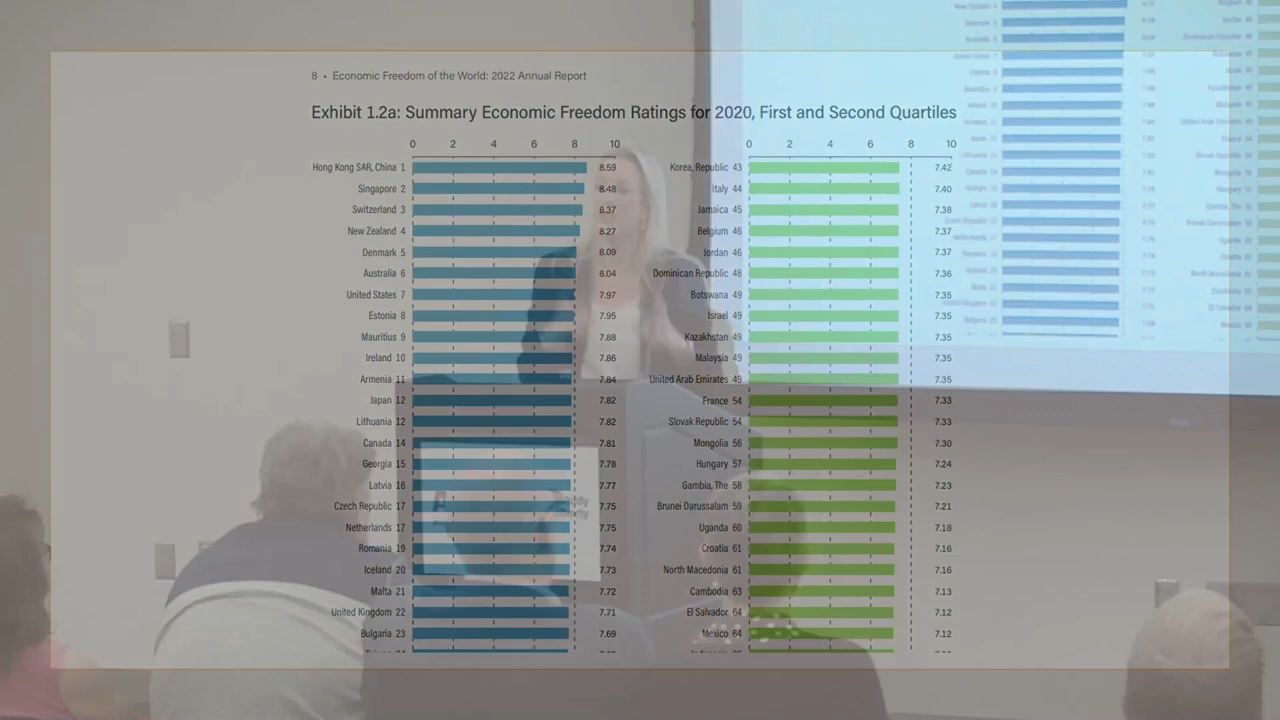 8 • Economic Freedom of the World: 2022 Annual Report
Exhibit 1.2a: Summary Economic Freedom Ratings for 2020, First and Second Quartiles
0 2 4 6 8 10
Hong Kong SAR, China 1 8.59
Singapore 2 8.48
Switzerland 3 8.37
New Zealand 4 8.27
Denmark 5 8.09
Australia 6 8.04
United States 7 7.97
Estonia 8 7.95
Mauritius 9 7.88
Ireland 10 7.86
Armenia 11 7.84
Japan 12 7.82
Lithuania 12 7.82
Canada 14 7.81
Georgia 15 7.78
Latvia 16 7.77
Czech Republic 17 7.75
Netherlands 17 7.75
Romania 19 7.74
Iceland 20 7.73
Malta 21 7.72
United Kingdom 22 7.71
Bulgaria 23 7.69
0 2 4 6 8 10
Korea, Republic 43 7.42
Italy 44 7.40
Jamaica 45 7.38
Belgium 46 7.37
Jordan 46 7.37
Dominican Republic 48 7.36
Botswana 49 7.35
Israel 49 7.35
Kazakhstan 49 7.35
Malaysia 49 7.35
United Arab Emirates 49 7.35
France 54 7.33
Slovak Republic 54 7.33
Mongolia 56 7.30
Hungary 57 7.24
Gambia, The 58 7.23
Brunei Darussalam 59 7.21
Uganda 60 7.18
Croatia 61 7.16
North Macedonia 61 7.16
Cambodia 63 7.13
El Salvador 64 7.12
Mexico 64 7.12